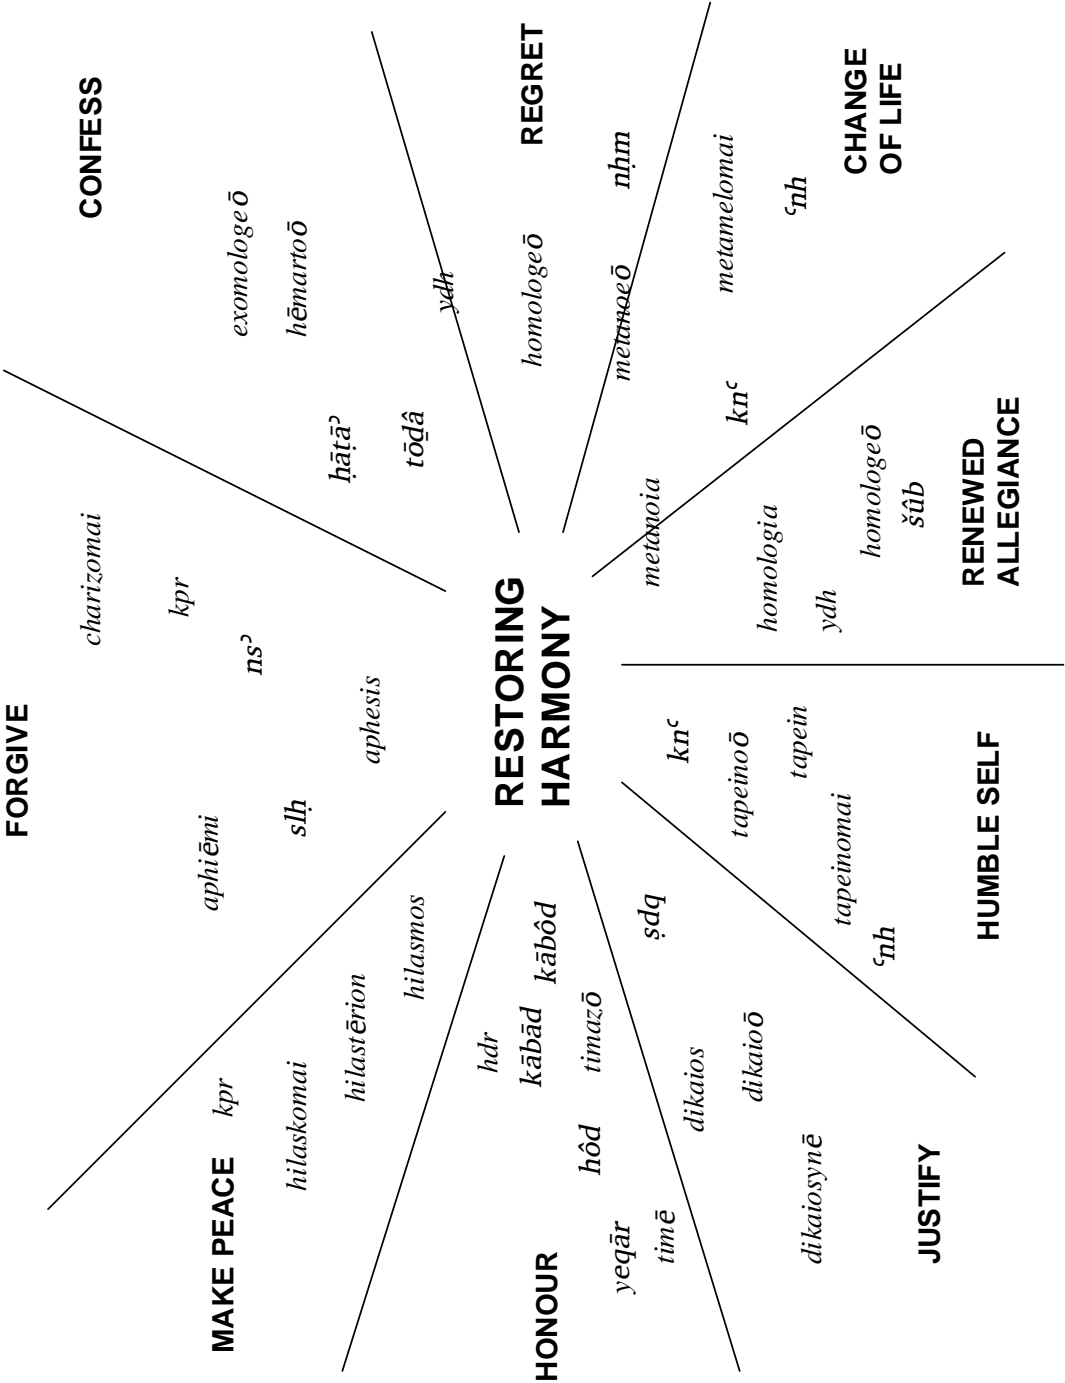 FORGIVE
charizomai
kpr
nsʾ
aphesis
aphiēmi
slḥ
CONFESS
exomologeō
hēmartoō
ḥāṭāʾ
tōḏâ
ydh
REGRET
homologeō
nḥm
metanoeō
CHANGE
OF LIFE
metamelomai
ʿnh
knʿ
RENEWED
ALLEGIANCE
metanoia
homologia
homologeō
šûb
ydh
HUMBLE SELF
knʿ
tapeinoō
tapein
tapeinomai
ʿnh
JUSTIFY
ṣdq
dikaios
dikaioō
dikaiosynē
HONOUR
hdr
kābôd
kābād
timazō
hôd
yeqār
timē
MAKE PEACE
kpr
hilaskomai
hilastērion
hilasmos
RESTORING
HARMONY